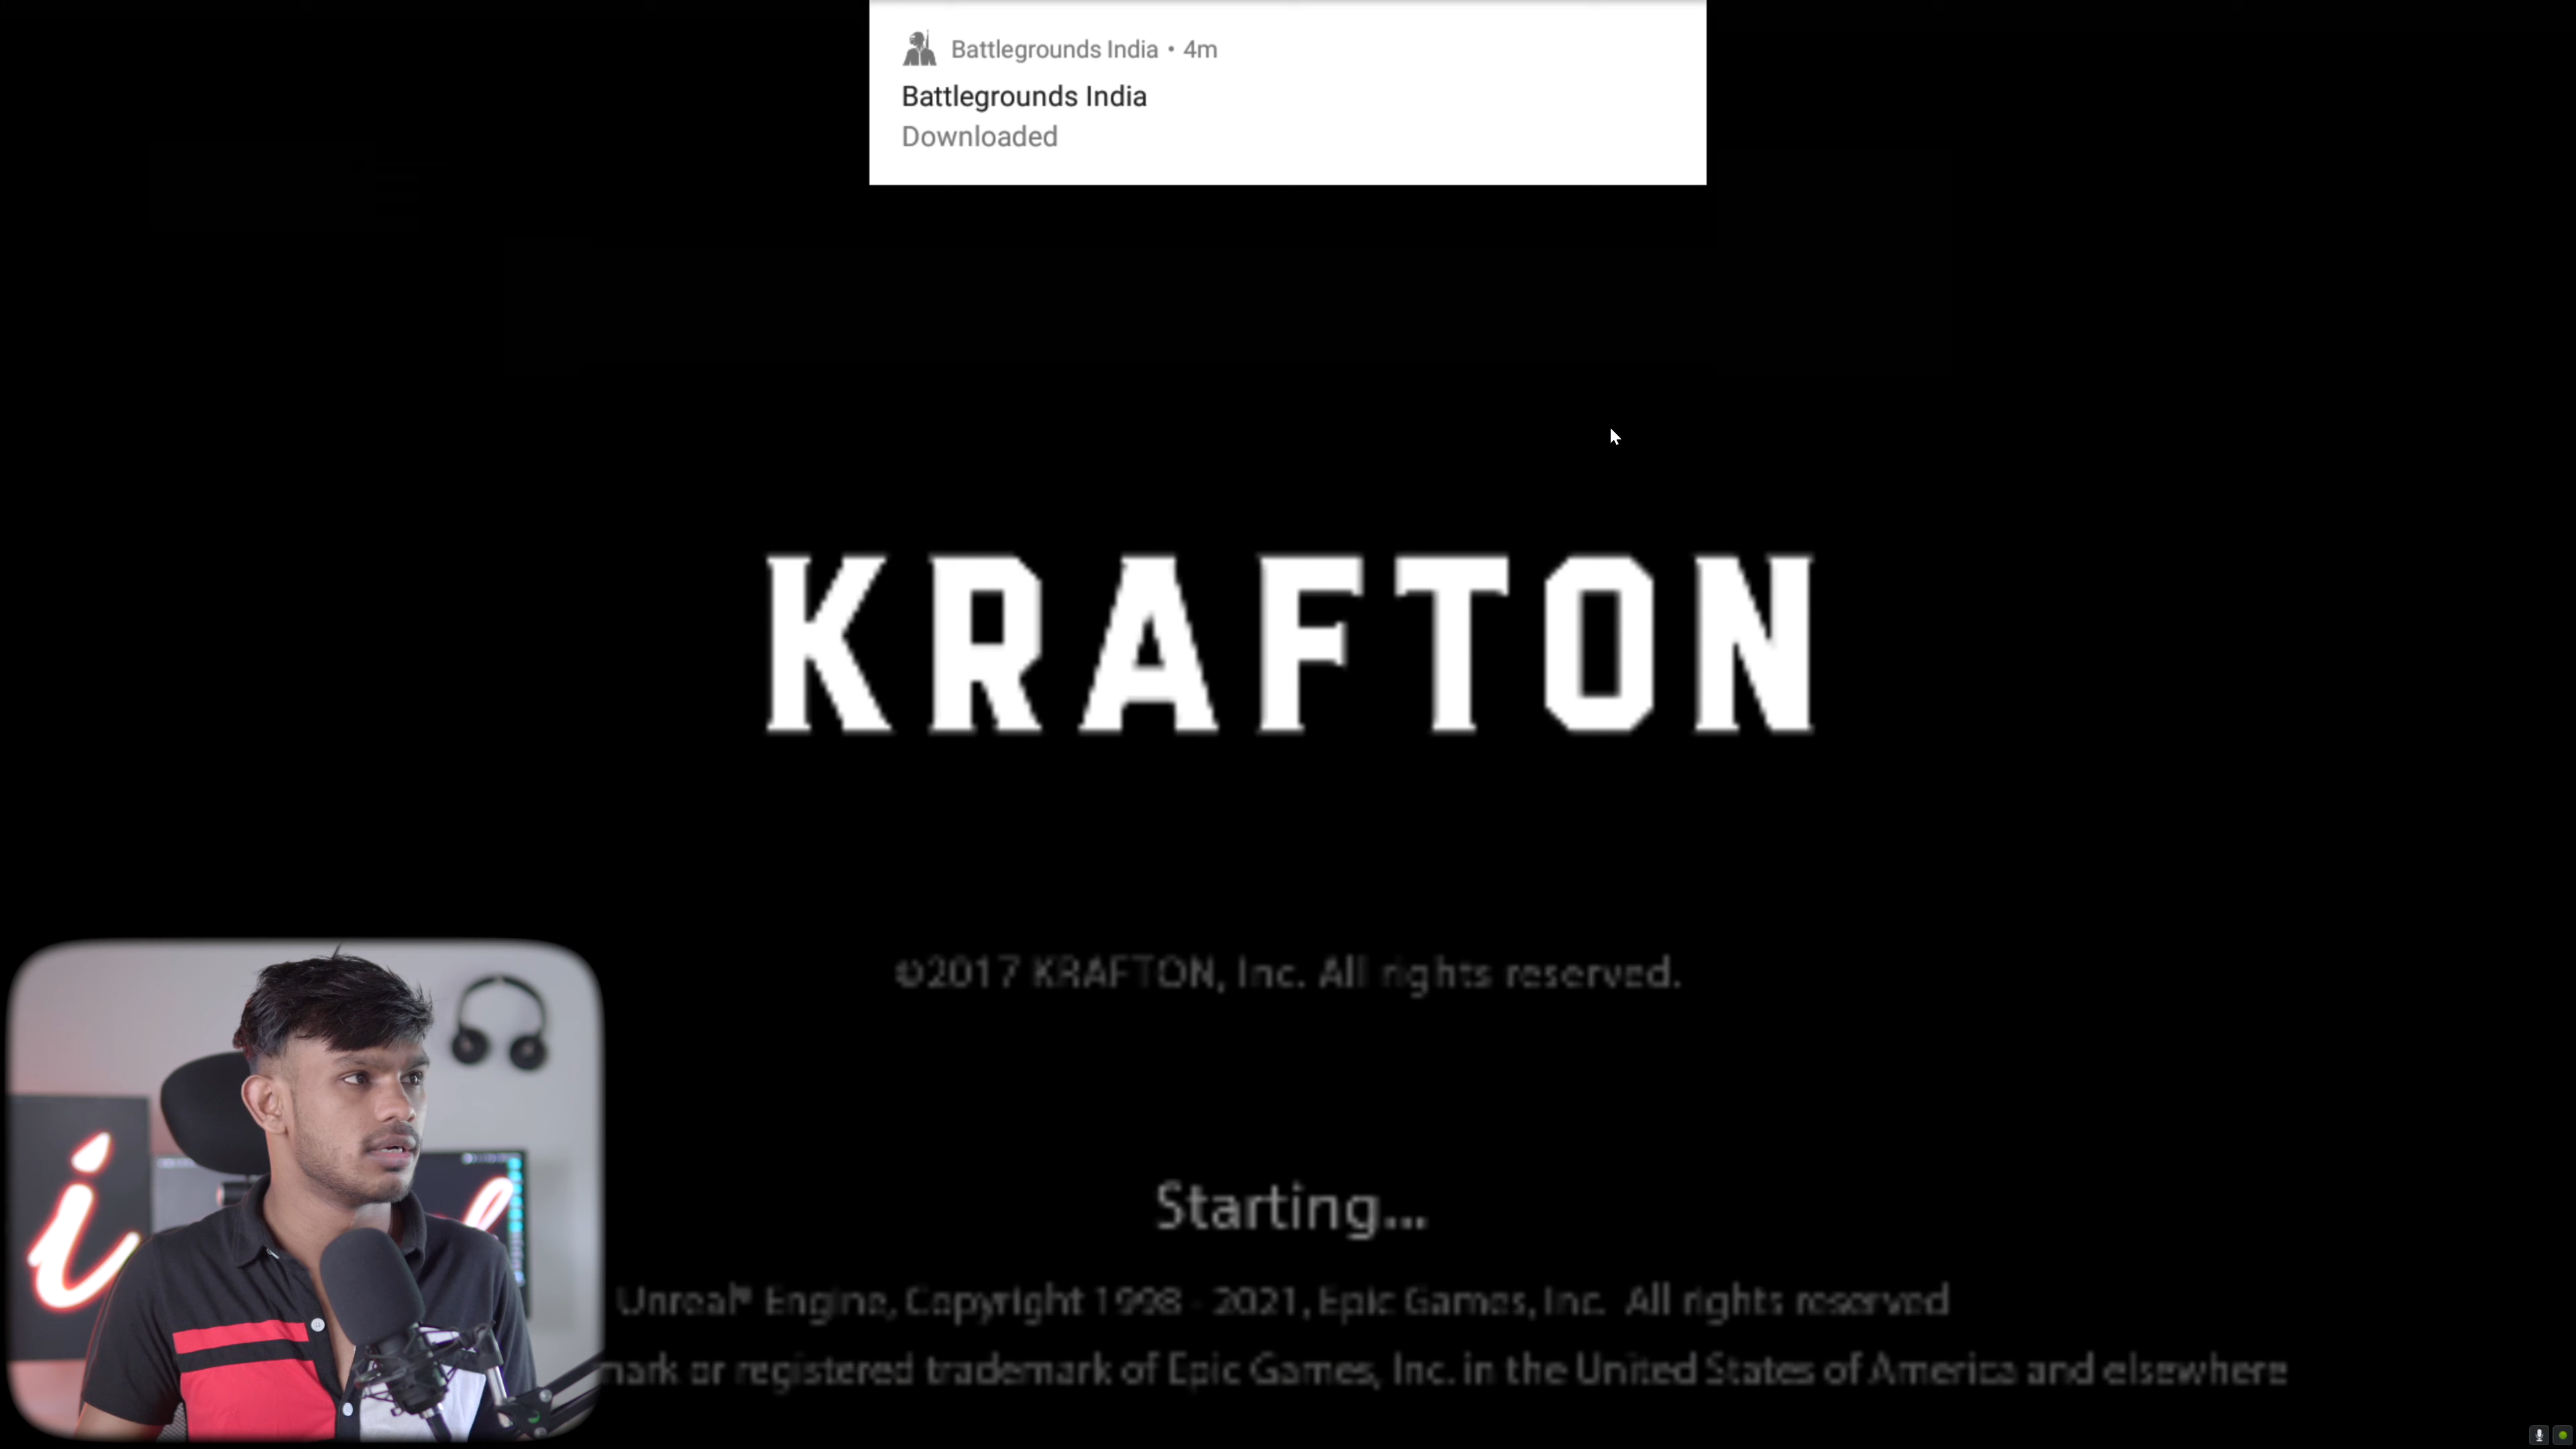 Battlegrounds India • 4m
Battlegrounds India
Downloaded
KRAFTON
©2017 KRAFTON, Inc. All rights reserved.
Starting...
Unreal® Engine, Copyright 1998 - 2021, Epic Games, Inc. All rights reserved
mark or registered trademark of Epic Games, Inc. in the United States of America and elsewhere
i